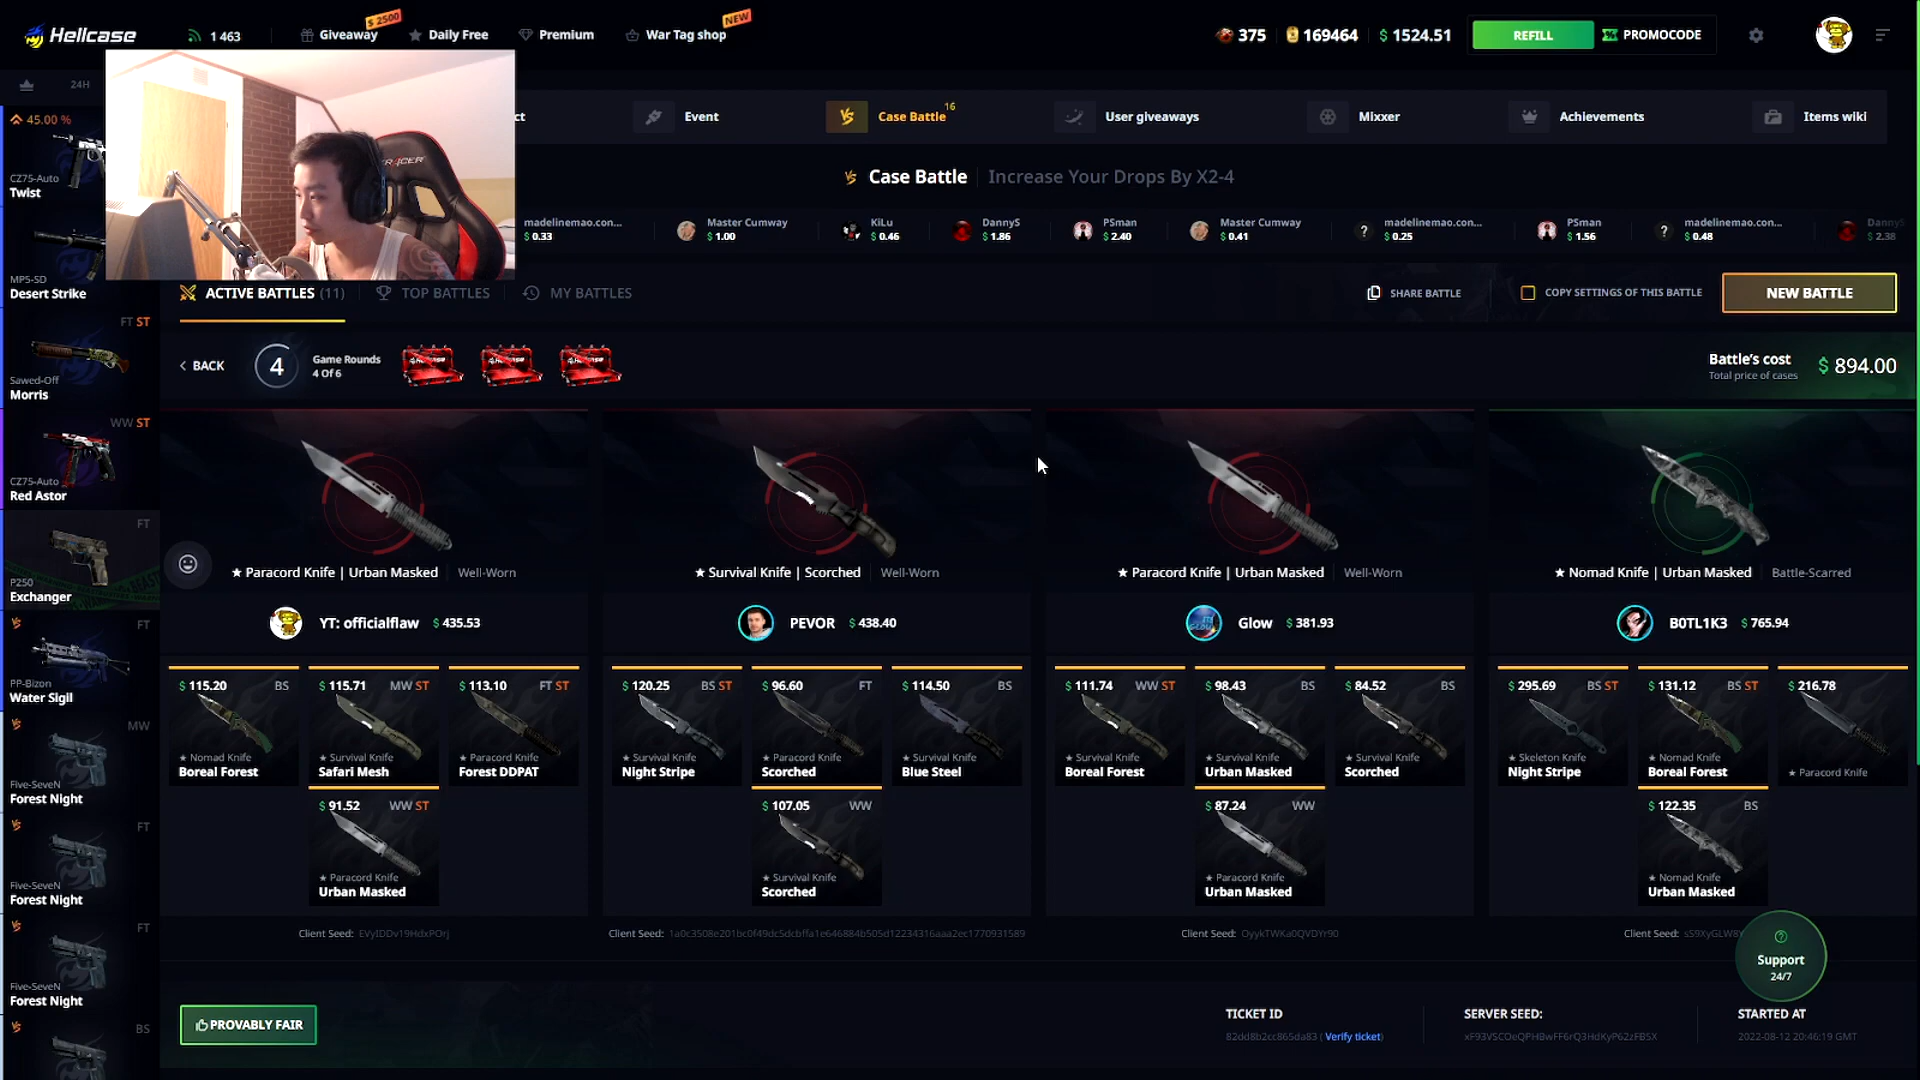 Hellcase
1 463
Giveaway
$ 2500
Daily Free
Premium
War Tag shop
NEW
375
169464
$ 1524.51
REFILL
PROMOCODE
24H
ct
Event
Case Battle
16
User giveaways
Mixxer
Achievements
Items wiki
45.00 %
CZ75-Auto
Twist
Case Battle
Increase Your Drops By X2-4
madelinemao.con...
$ 0.33
Master Cumway
$ 1.00
KiLu
$ 0.46
DannyS
$ 1.86
PSman
$ 2.40
Master Cumway
$ 0.41
madelinemao.con...
$ 0.25
PSman
$ 1.56
madelinemao.con...
$ 0.48
DannyS
$ 2.38
MP5-SD
Desert Strike
ACTIVE BATTLES (11)
TOP BATTLES
MY BATTLES
SHARE BATTLE
COPY SETTINGS OF THIS BATTLE
NEW BATTLE
FT ST
Sawed-Off
Morris
BACK
4
Game Rounds
4 Of 6
Battle's cost
Total price of cases
$ 894.00
WW ST
CZ75-Auto
Red Astor
FT
P250
Exchanger
★ Paracord Knife | Urban Masked
Well-Worn
★ Survival Knife | Scorched
Well-Worn
★ Paracord Knife | Urban Masked
Well-Worn
★ Nomad Knife | Urban Masked
Battle-Scarred
YT: officialflaw
$ 435.53
PEVOR
$ 438.40
Glow
$ 381.93
B0TL1K3
$ 765.94
FT
PP-Bizon
Water Sigil
$ 115.20 BS
★ Nomad Knife
Boreal Forest
$ 115.71 MW ST
★ Survival Knife
Safari Mesh
$ 113.10 FT ST
★ Paracord Knife
Forest DDPAT
$ 120.25 BS ST
★ Survival Knife
Night Stripe
$ 96.60 FT
★ Paracord Knife
Scorched
$ 114.50 BS
★ Survival Knife
Blue Steel
$ 111.74 WW ST
★ Survival Knife
Boreal Forest
$ 98.43 BS
★ Survival Knife
Urban Masked
$ 84.52 BS
★ Survival Knife
Scorched
$ 295.69 BS ST
★ Skeleton Knife
Night Stripe
$ 131.12 BS ST
★ Nomad Knife
Boreal Forest
$ 216.78
★ Paracord Knife
MW
Five-SeveN
Forest Night
$ 91.52 WW ST
★ Paracord Knife
Urban Masked
$ 107.05 WW
★ Survival Knife
Scorched
$ 87.24 WW
★ Paracord Knife
Urban Masked
$ 122.35 BS
★ Nomad Knife
Urban Masked
FT
Five-SeveN
Forest Night
Client Seed: EVyIDDv19HdxPOrj
Client Seed: 1a0c3508e201bc0f49dc5dcbffa1e646884b505d12234316aaa2ec1770931589
Client Seed: OyykTWKa0QVDYr90
Client Seed:
FT
Five-SeveN
Forest Night
Support
24/7
PROVABLY FAIR
TICKET ID
82dd8b2cc865da83 ( Verify ticket)
SERVER SEED:
STARTED AT
2022-08-12 20:46:19 GMT
BS